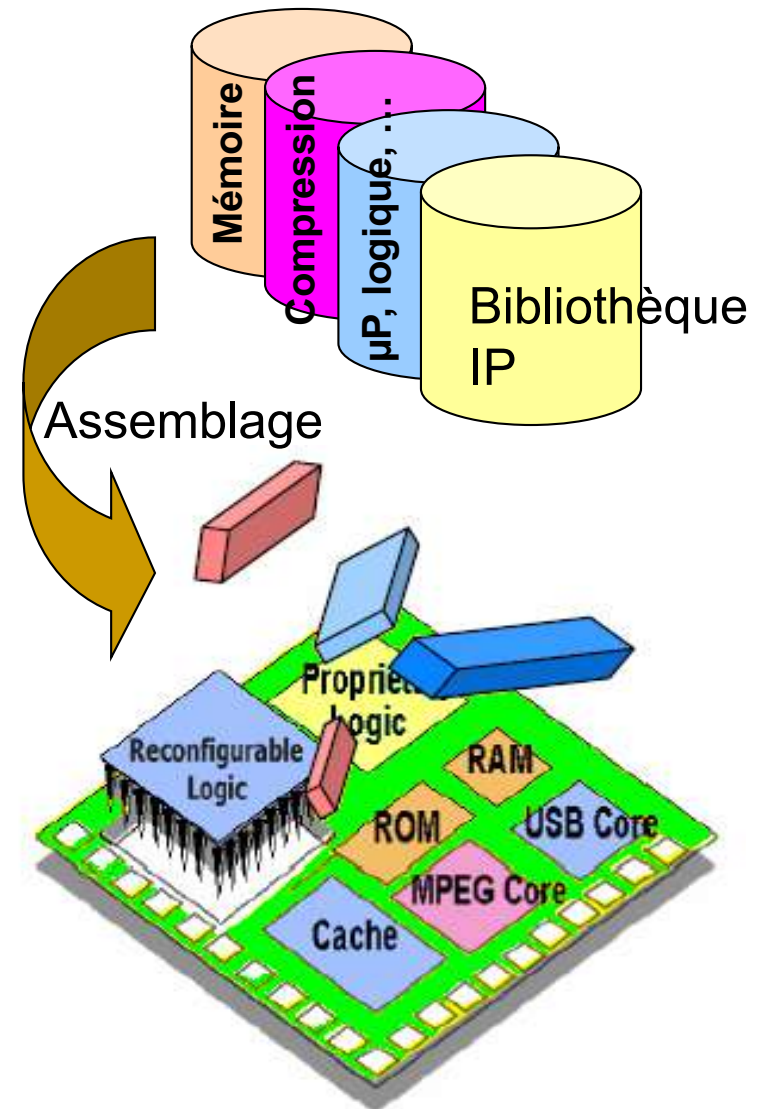 Mémoire
Compression
µP, logique, …
Bibliothèque
IP
Assemblage
Logic
Reconfigurable
Logic
RAM
ROM
USB Core
MPEG Core
Cache